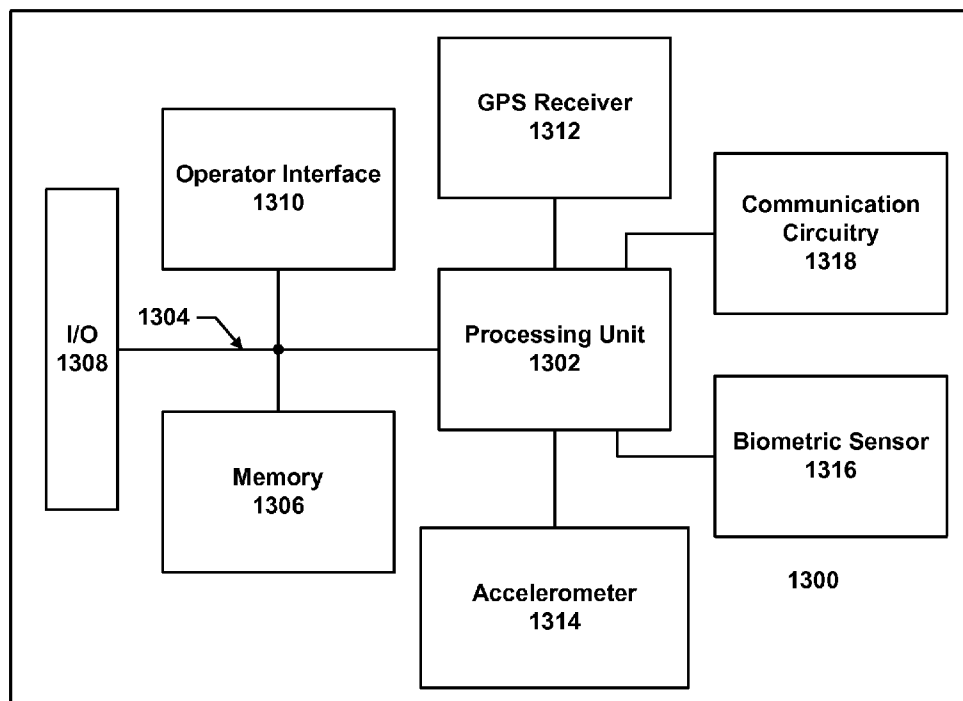 GPS Receiver
1312
Operator Interface
1310
Communication
Circuitry
1318
1304
I/O
1308
Processing Unit
1302
Memory
1306
Biometric Sensor
1316
Accelerometer
1314
1300